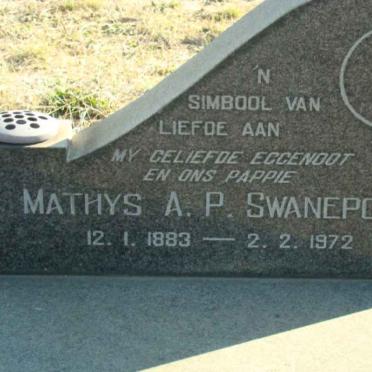 'N
SIMBOOL VAN
LIEFDE AAN
MY GELIEFDE EGGENOOT
EN ONS PAPPIE
MATHYS A. P. SWANEPO
12. 1. 1883 — 2. 2. 1972